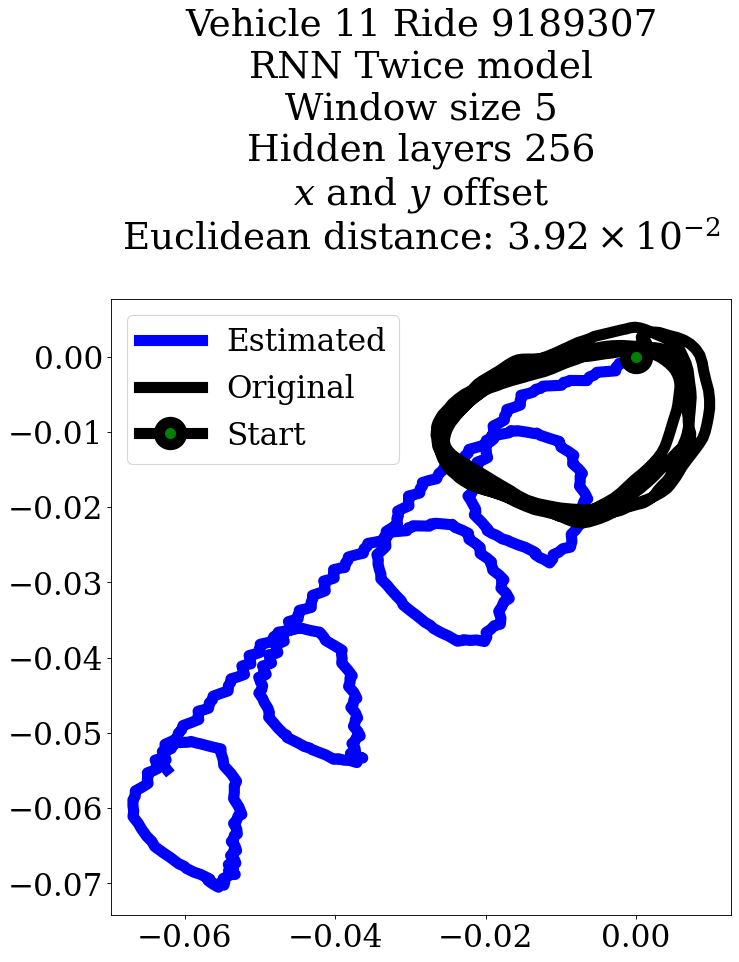 Vehicle 11 Ride 9189307
RNN Twice model
Window size 5
Hidden layers 256
x and y offset
Euclidean distance: 3.92 × 10⁻²
Estimated
Original
Start
0.00
−0.01
−0.02
−0.03
−0.04
−0.05
−0.06
−0.07
−0.06 −0.04 −0.02 0.00